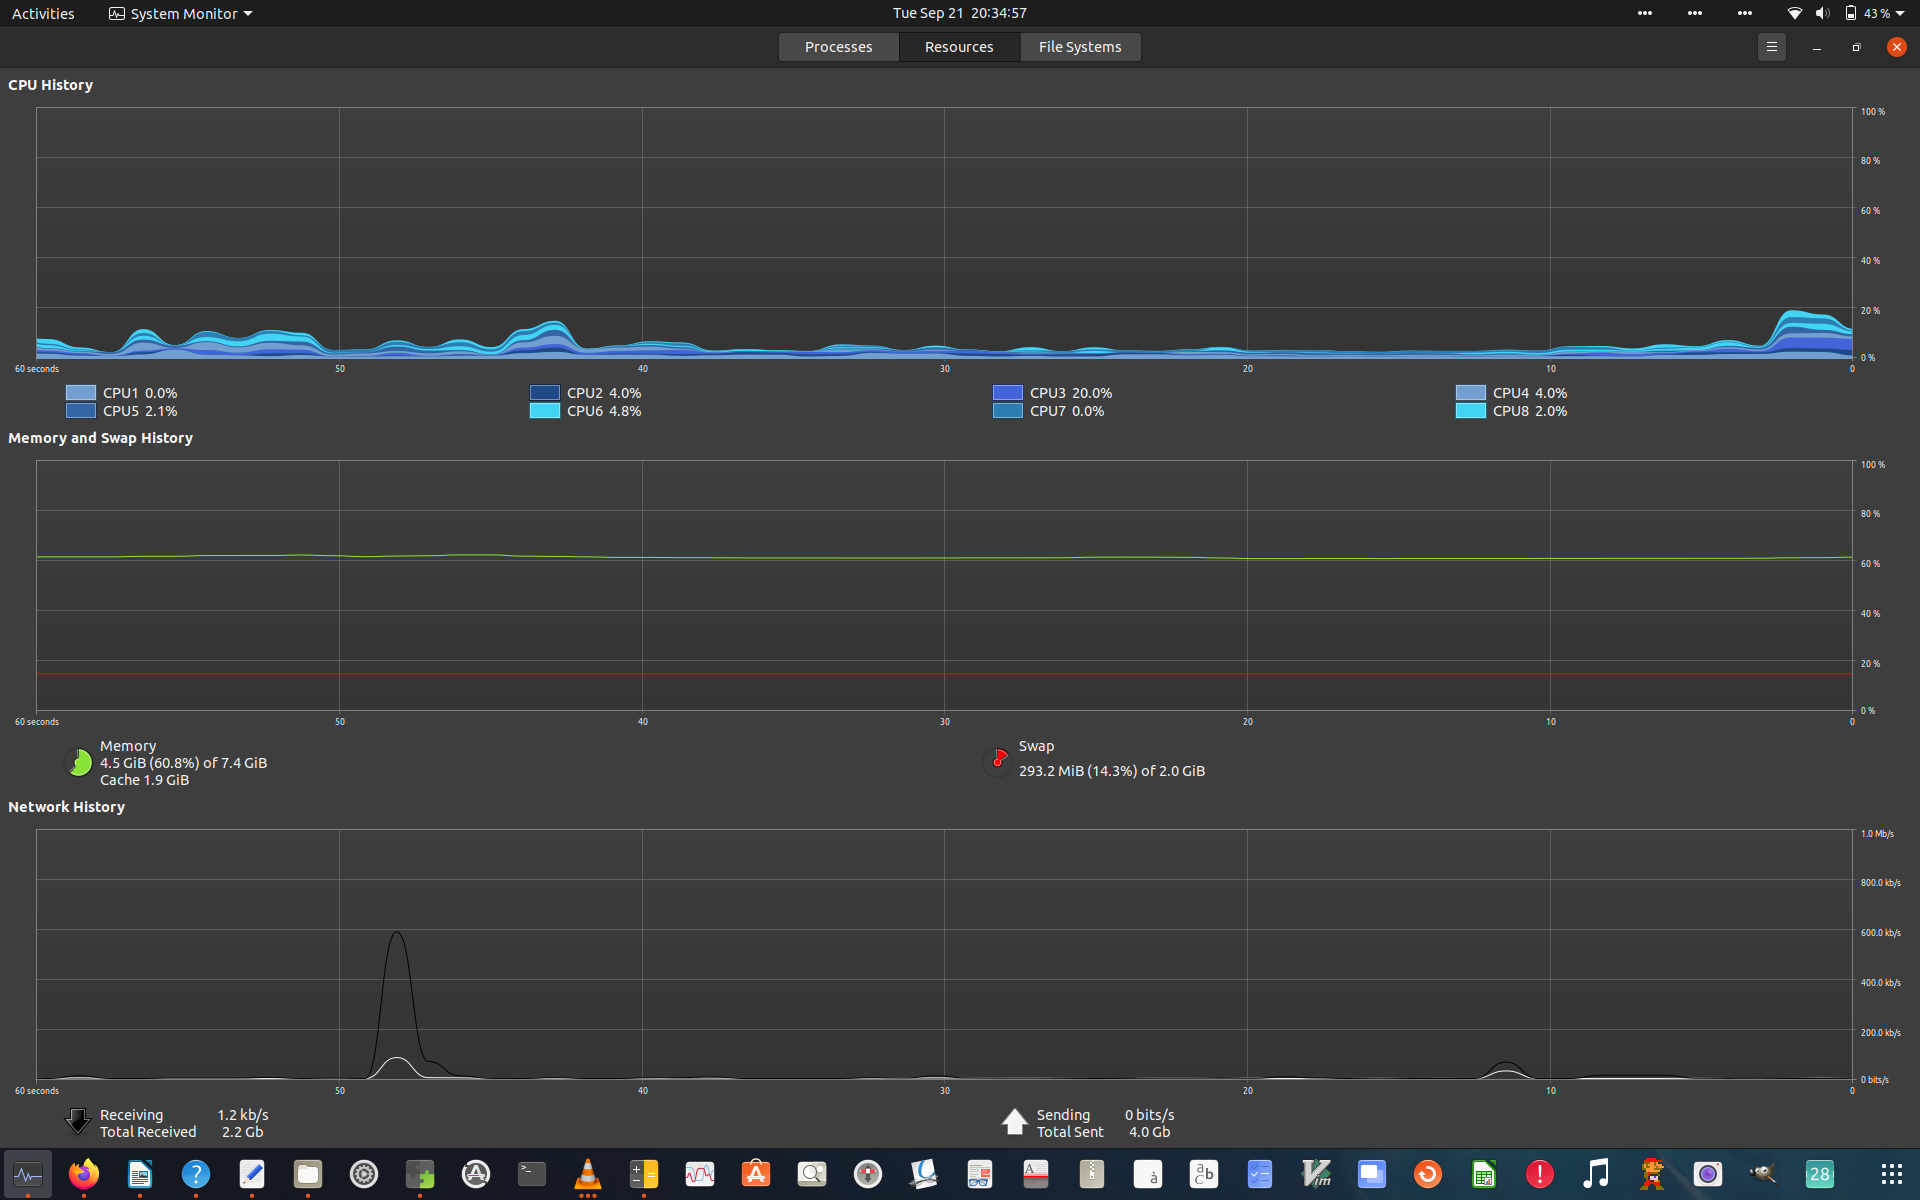 Activities System Monitor Tue Sep 21 20:34:57 43 %
Processes Resources File Systems
CPU History
100 %
80 %
60 %
40 %
20 %
0 %
60 seconds 50 40 30 20 10 0
CPU1 0.0% CPU2 4.0% CPU3 20.0% CPU4 4.0%
CPU5 2.1% CPU6 4.8% CPU7 0.0% CPU8 2.0%
Memory and Swap History
100 %
80 %
60 %
40 %
20 %
0 %
60 seconds 50 40 30 20 10 0
Memory
4.5 GiB (60.8%) of 7.4 GiB
Cache 1.9 GiB
Swap
293.2 MiB (14.3%) of 2.0 GiB
Network History
1.0 Mb/s
800.0 kb/s
600.0 kb/s
400.0 kb/s
200.0 kb/s
0 bits/s
60 seconds 50 40 30 20 10 0
Receiving 1.2 kb/s
Total Received 2.2 Gb
Sending 0 bits/s
Total Sent 4.0 Gb
? >_ A à a b c Vim ! 28